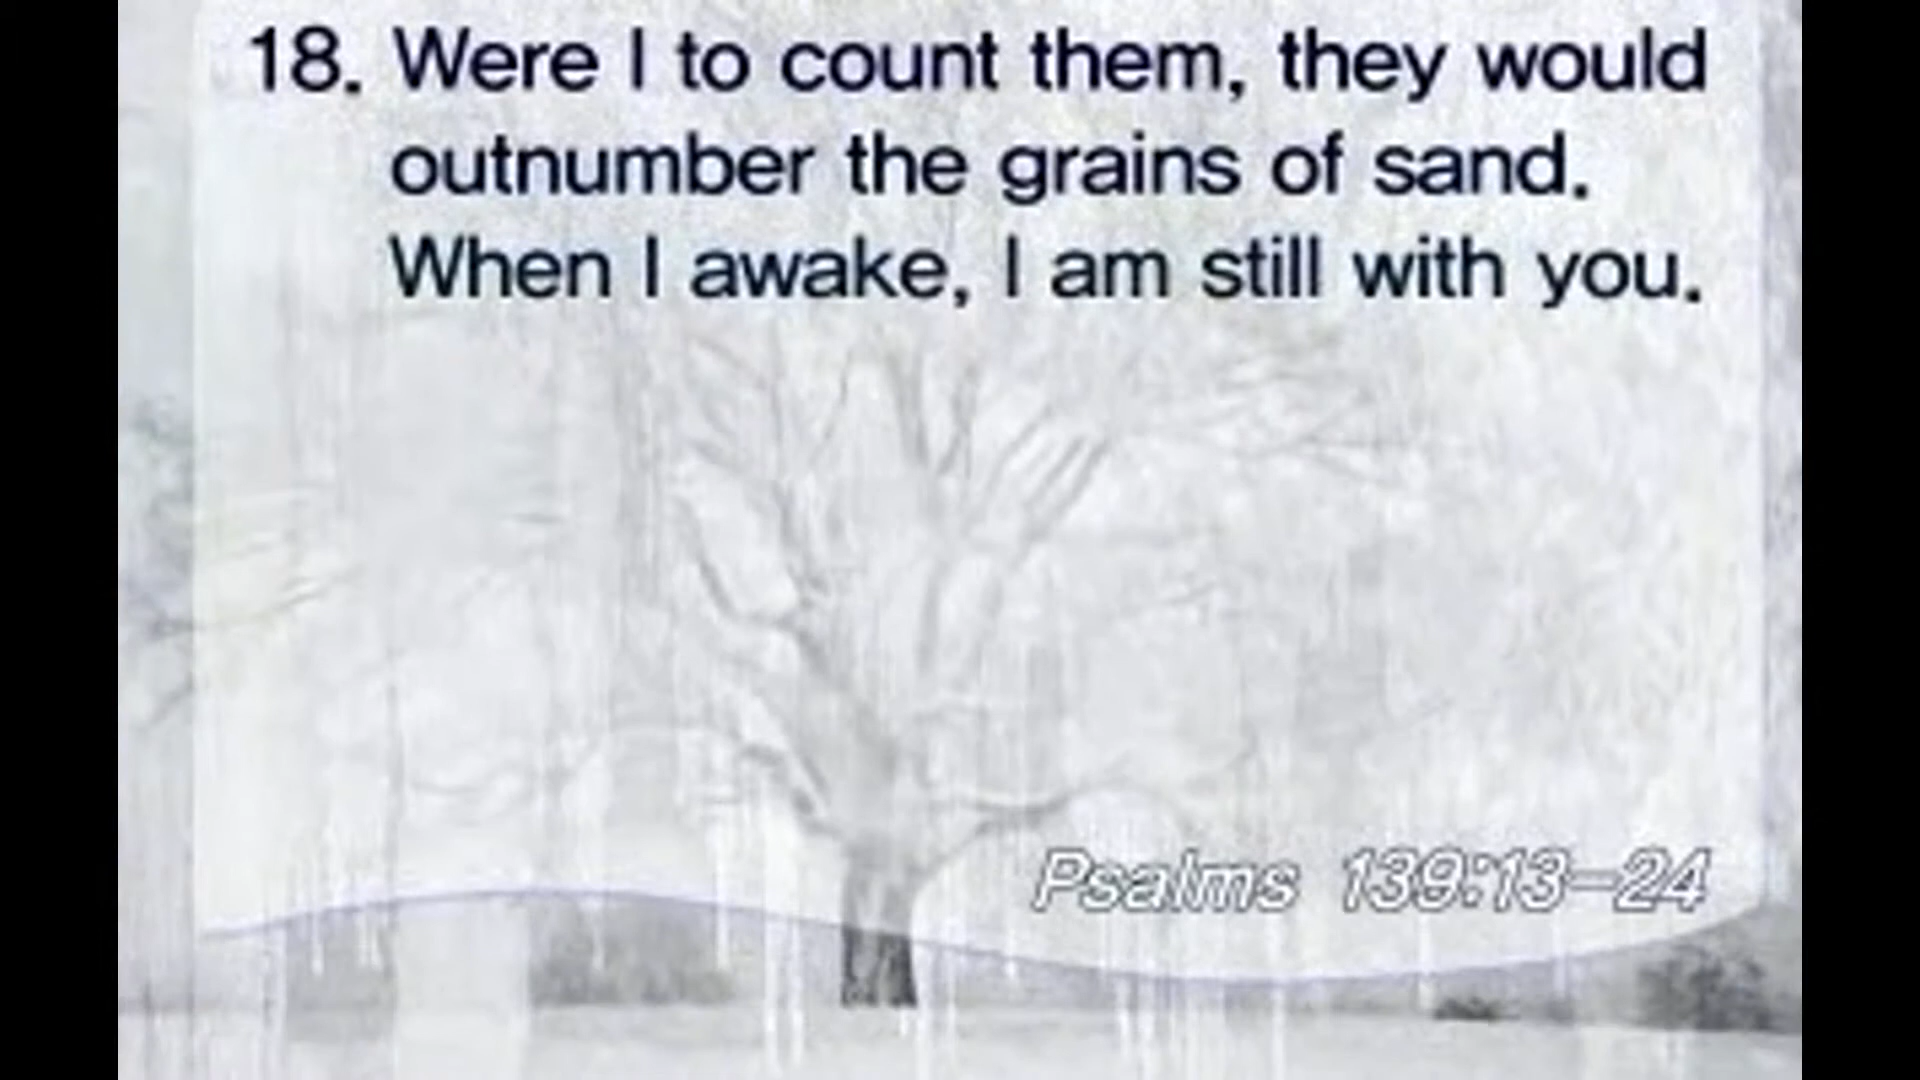 18. Were I to count them, they would
outnumber the grains of sand.
When I awake, I am still with you.
Psalms 139:13-24